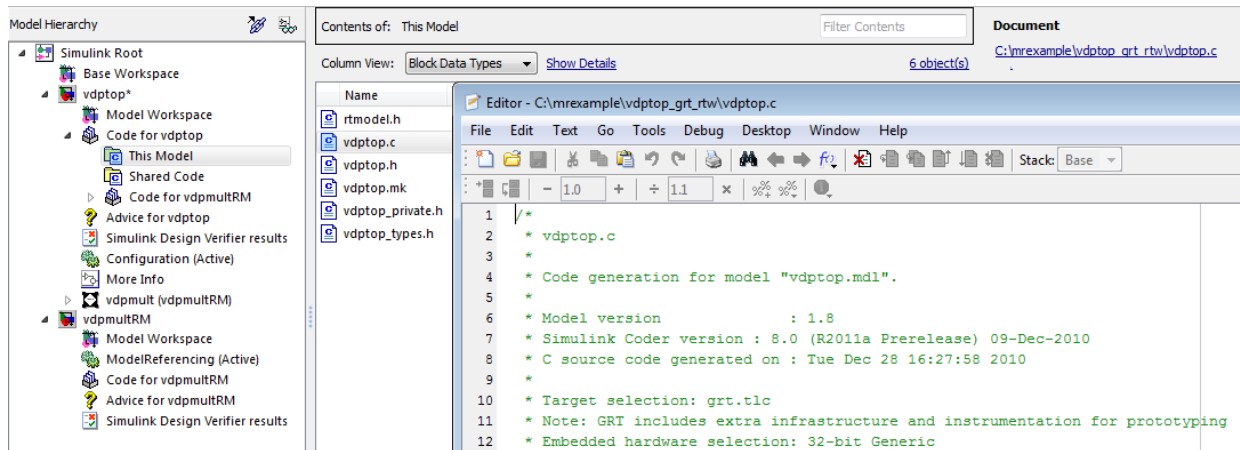 Model Hierarchy
Simulink Root
Base Workspace
vdptop*
Model Workspace
Code for vdptop
This Model
Shared Code
Code for vdpmultRM
Advice for vdptop
Simulink Design Verifier results
Configuration (Active)
More Info
vdpmult (vdpmultRM)
vdpmultRM
Model Workspace
ModelReferencing (Active)
Code for vdpmultRM
Advice for vdpmultRM
Simulink Design Verifier results
Contents of: This Model
Filter Contents
Column View: Block Data Types Show Details 6 object(s)
Name
rtmodel.h
vdptop.c
vdptop.h
vdptop.mk
vdptop_private.h
vdptop_types.h
Document
C:\mrexample\vdptop_grt_rtw\vdptop.c
.
Editor - C:\mrexample\vdptop_grt_rtw\vdptop.c
File Edit Text Go Tools Debug Desktop Window Help
Stack: Base
− 1.0 + ÷ 1.1 ×
1 /*
2 * vdptop.c
3 *
4 * Code generation for model "vdptop.mdl".
5 *
6 * Model version : 1.8
7 * Simulink Coder version : 8.0 (R2011a Prerelease) 09-Dec-2010
8 * C source code generated on : Tue Dec 28 16:27:58 2010
9 *
10 * Target selection: grt.tlc
11 * Note: GRT includes extra infrastructure and instrumentation for prototyping
12 * Embedded hardware selection: 32-bit Generic